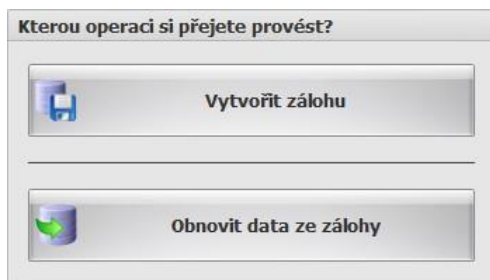 Kterou operaci si přejete provést?
Vytvořit zálohu
Obnovit data ze zálohy